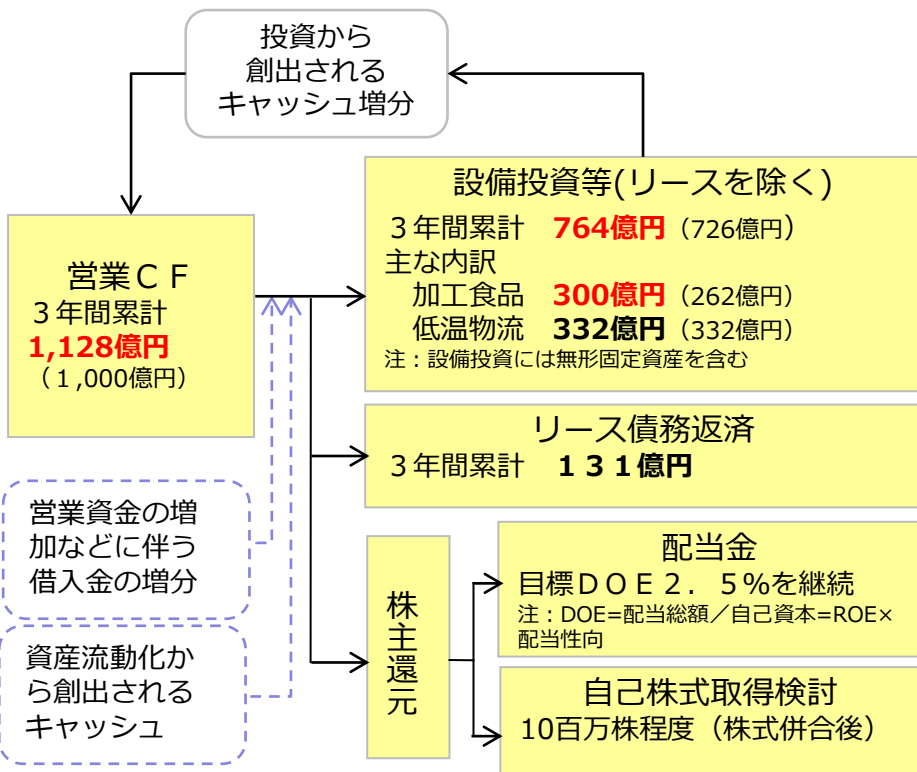 投資から
創出される
キャッシュ増分
設備投資等(リースを除く)
３年間累計 764億円（726億円）
主な内訳
加工食品 300億円（262億円）
低温物流 332億円（332億円）
注：設備投資には無形固定資産を含む
営業ＣＦ
３年間累計
1,128億円
（１,000億円）
リース債務返済
３年間累計 １３１億円
営業資金の増
加などに伴う
借入金の増分
資産流動化か
ら創出される
キャッシュ
株主還元
配当金
目標ＤＯＥ２．５％を継続
注：DOE=配当総額／自己資本=ROE×
配当性向
自己株式取得検討
10百万株程度（株式併合後）